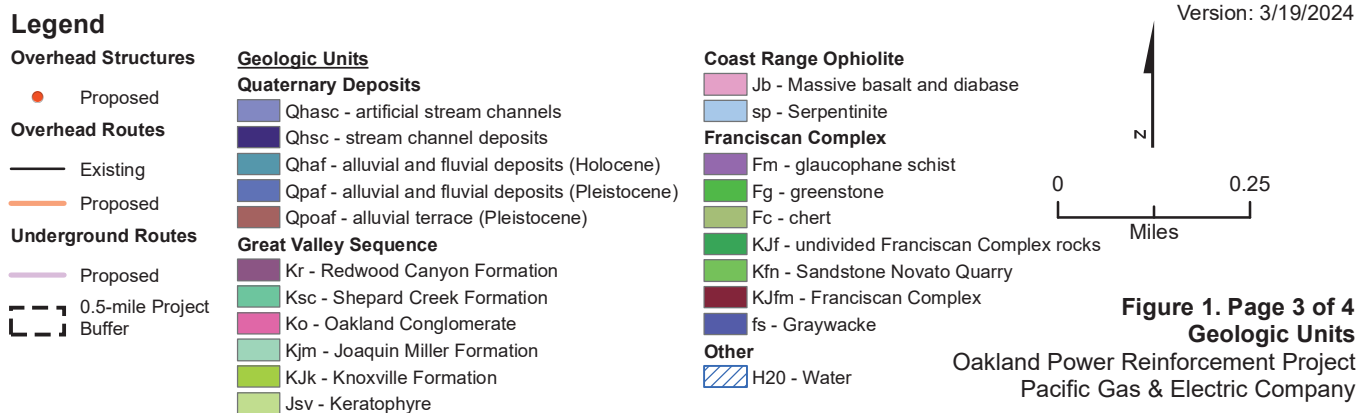 Legend
Overhead Structures
Proposed
Overhead Routes
Existing
Proposed
Underground Routes
Proposed
0.5-mile Project
Buffer
Geologic Units
Quaternary Deposits
Qhasc - artificial stream channels
Qhsc - stream channel deposits
Qhaf - alluvial and fluvial deposits (Holocene)
Qpaf - alluvial and fluvial deposits (Pleistocene)
Qpoaf - alluvial terrace (Pleistocene)
Great Valley Sequence
Kr - Redwood Canyon Formation
Ksc - Shepard Creek Formation
Ko - Oakland Conglomerate
Kjm - Joaquin Miller Formation
KJk - Knoxville Formation
Jsv - Keratophyre
Coast Range Ophiolite
Jb - Massive basalt and diabase
sp - Serpentinite
Franciscan Complex
Fm - glaucophane schist
Fg - greenstone
Fc - chert
KJf - undivided Franciscan Complex rocks
Kfn - Sandstone Novato Quarry
KJfm - Franciscan Complex
fs - Graywacke
Other
H20 - Water
Version: 3/19/2024
N
0 0.25
Miles
Figure 1. Page 3 of 4
Geologic Units
Oakland Power Reinforcement Project
Pacific Gas & Electric Company